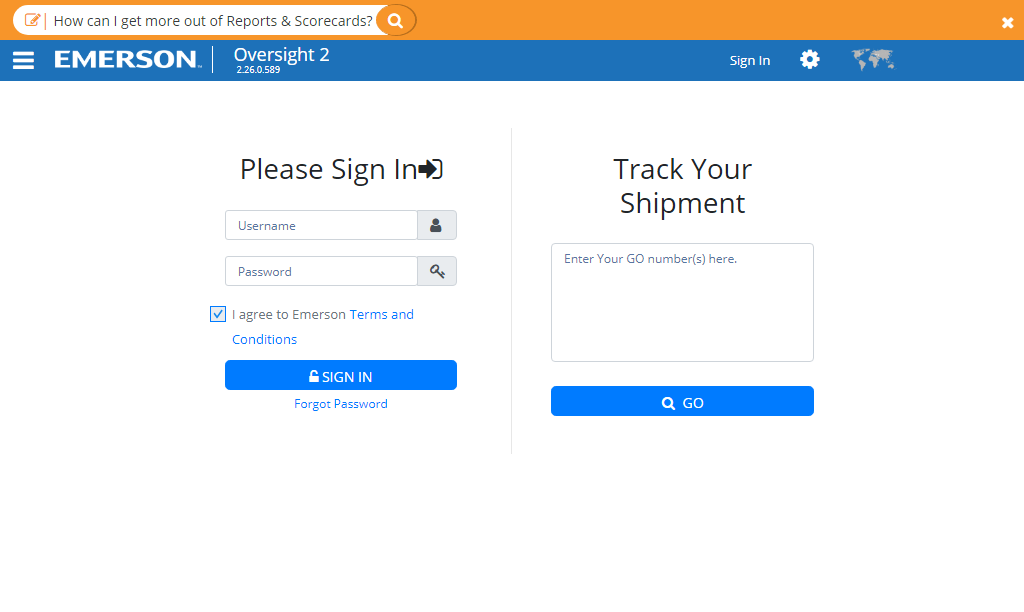 How can I get more out of Reports & Scorecards?
EMERSON™
Oversight 2
2.26.0.589
Sign In
Please Sign In
Username
Password
I agree to Emerson Terms and
Conditions
SIGN IN
Forgot Password
Track Your
Shipment
Enter Your GO number(s) here.
GO